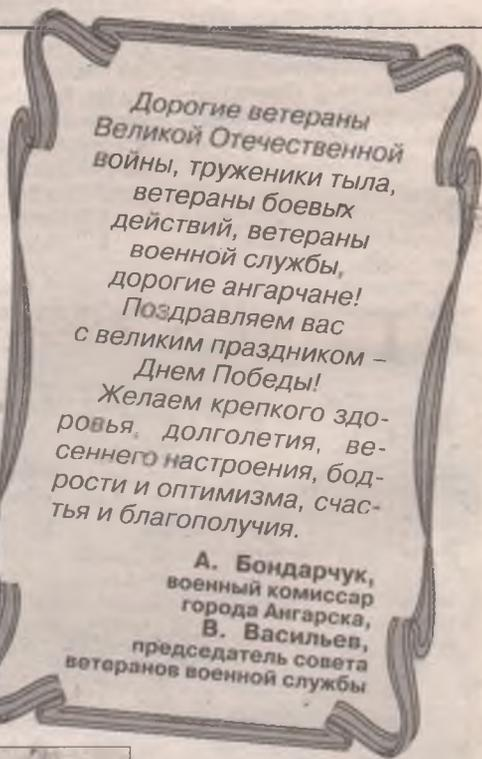 Дорогие ветераны
Великой Отечественной
войны, труженики тыла,
ветераны боевых
действий, ветераны
военной службы,
дорогие ангарчане!
Поздравляем вас
с великим праздником –
Днем Победы!
Желаем крепкого здо-
ровья, долголетия, ве-
сеннего настроения, бод-
рости и оптимизма, счас-
тья и благополучия.
А. Бондарчук,
военный комиссар
города Ангарска,
В. Васильев,
председатель совета
ветеранов военной службы